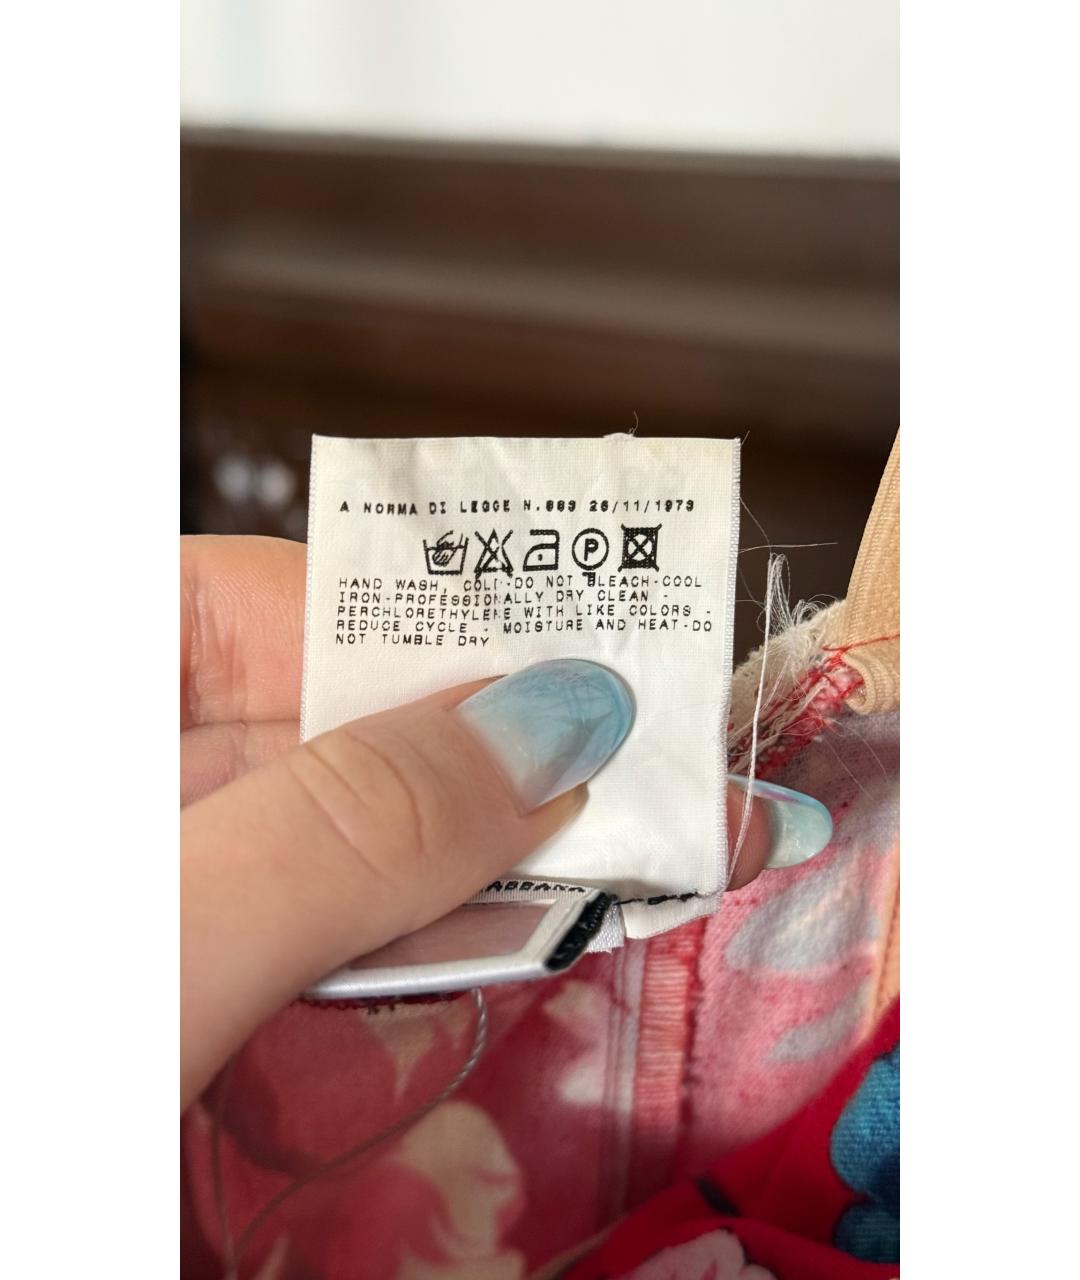 A NORMA DI LEGGE N.883 26/11/1973
P
HAND WASH, COLD-DO NOT BLEACH-COOL
IRON-PROFESSIONALLY DRY CLEAN -
PERCHLORETHYLENE WITH LIKE COLORS -
REDUCE CYCLE - MOISTURE AND HEAT-DO
NOT TUMBLE DRY